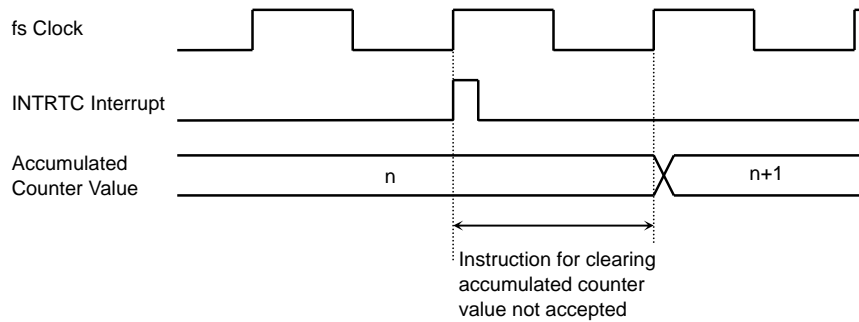 fs Clock
INTRTC Interrupt
Accumulated
Counter Value
n
n+1
Instruction for clearing
accumulated counter
value not accepted